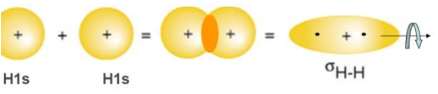 + + + = + + = + 
H1s H1s σH-H